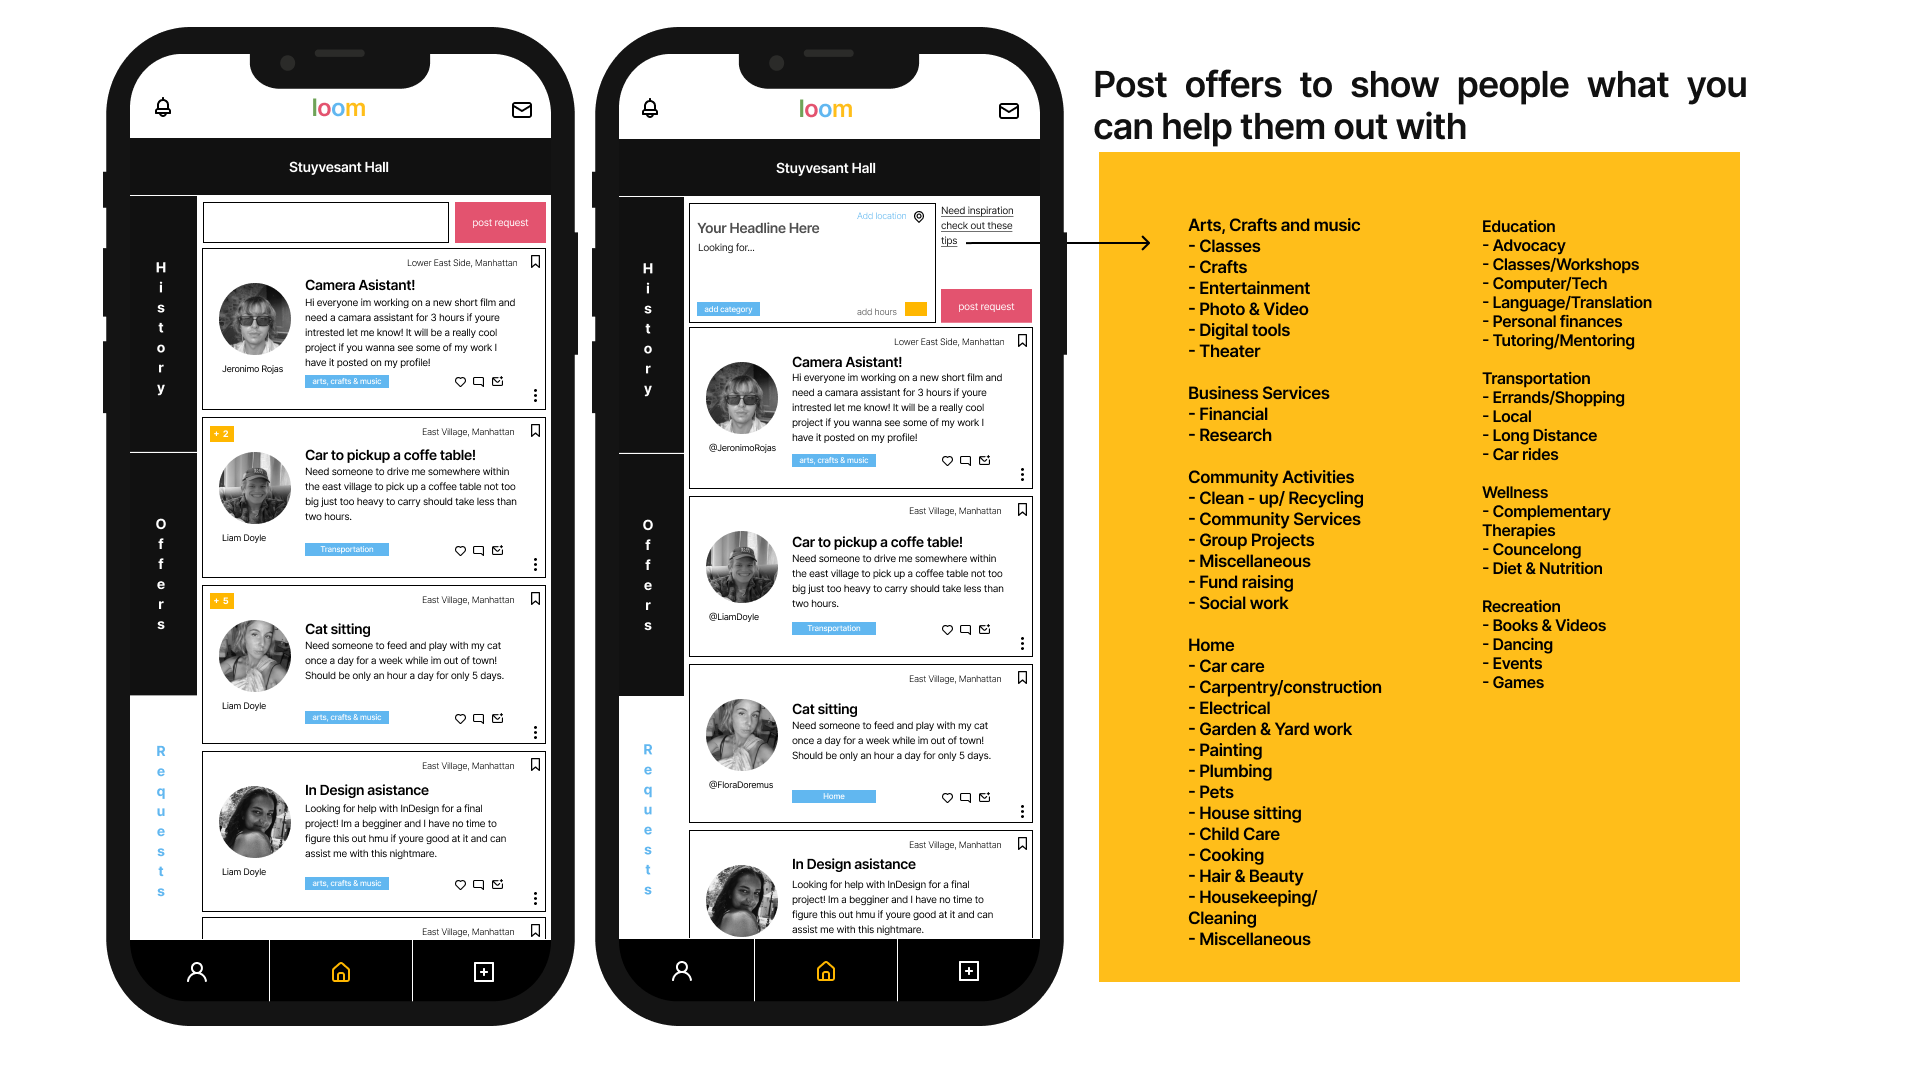 loom
Stuyvesant Hall
History
Offers
Requests
post request
Lower East Side, Manhattan
Camera Asistant!
Hi everyone im working on a new short film and
need a camara assistant for 3 hours if youre
intrested let me know! It will be a really cool
project if you wanna see some of my work I
have it posted on my profile!
Jeronimo Rojas
arts, crafts & music
+ 2
East Village, Manhattan
Car to pickup a coffe table!
Need someone to drive me somewhere within
the east village to pick up a coffee table not too
big just too heavy to carry should take less than
two hours.
Liam Doyle
Transportation
+ 5
East Village, Manhattan
Cat sitting
Need someone to feed and play with my cat
once a day for a week while im out of town!
Should be only an hour a day for only 5 days.
Liam Doyle
arts, crafts & music
East Village, Manhattan
In Design asistance
Looking for help with InDesign for a final
project! Im a begginer and I have no time to
figure this out hmu if youre good at it and can
assist me with this nightmare.
Liam Doyle
arts, crafts & music
East Village, Manhattan
loom
Stuyvesant Hall
History
Offers
Requests
Add location
Your Headline Here
Looking for...
add category
add hours
Need inspiration
check out these
tips
post request
Lower East Side, Manhattan
Camera Asistant!
Hi everyone im working on a new short film and
need a camara assistant for 3 hours if youre
intrested let me know! It will be a really cool
project if you wanna see some of my work I
have it posted on my profile!
@JeronimoRojas
arts, crafts & music
East Village, Manhattan
Car to pickup a coffe table!
Need someone to drive me somewhere within
the east village to pick up a coffee table not too
big just too heavy to carry should take less than
two hours.
@LiamDoyle
Transportation
East Village, Manhattan
Cat sitting
Need someone to feed and play with my cat
once a day for a week while im out of town!
Should be only an hour a day for only 5 days.
@FloraDoremus
Home
East Village, Manhattan
In Design asistance
Looking for help with InDesign for a final
project! Im a begginer and I have no time to
figure this out hmu if youre good at it and can
assist me with this nightmare.
Post offers to show people what you
can help them out with
Arts, Crafts and music
- Classes
- Crafts
- Entertainment
- Photo & Video
- Digital tools
- Theater
Business Services
- Financial
- Research
Community Activities
- Clean - up/ Recycling
- Community Services
- Group Projects
- Miscellaneous
- Fund raising
- Social work
Home
- Car care
- Carpentry/construction
- Electrical
- Garden & Yard work
- Painting
- Plumbing
- Pets
- House sitting
- Child Care
- Cooking
- Hair & Beauty
- Housekeeping/
Cleaning
- Miscellaneous
Education
- Advocacy
- Classes/Workshops
- Computer/Tech
- Language/Translation
- Personal finances
- Tutoring/Mentoring
Transportation
- Errands/Shopping
- Local
- Long Distance
- Car rides
Wellness
- Complementary
Therapies
- Councelong
- Diet & Nutrition
Recreation
- Books & Videos
- Dancing
- Events
- Games